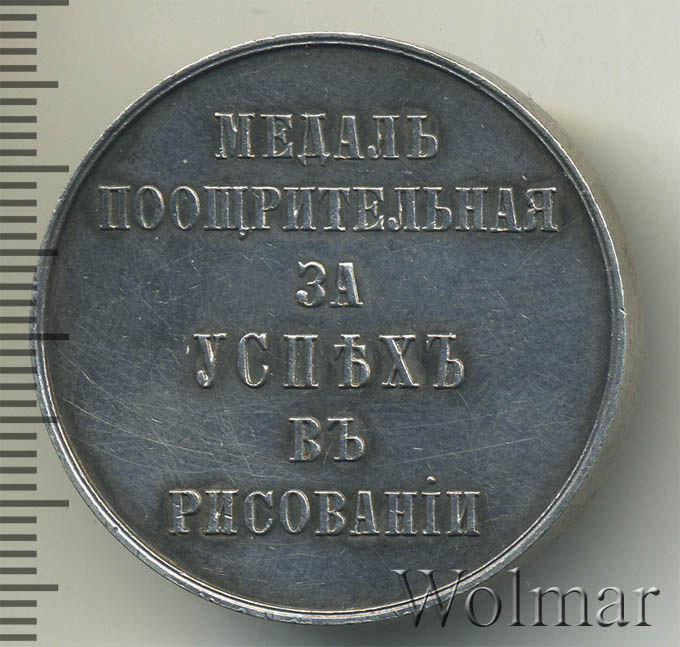 МЕДАЛЬ
ПООЩРИТЕЛЬНАЯ
ЗА
УСПѢХЪ
ВЪ
РИСОВАНІИ
Wolmar